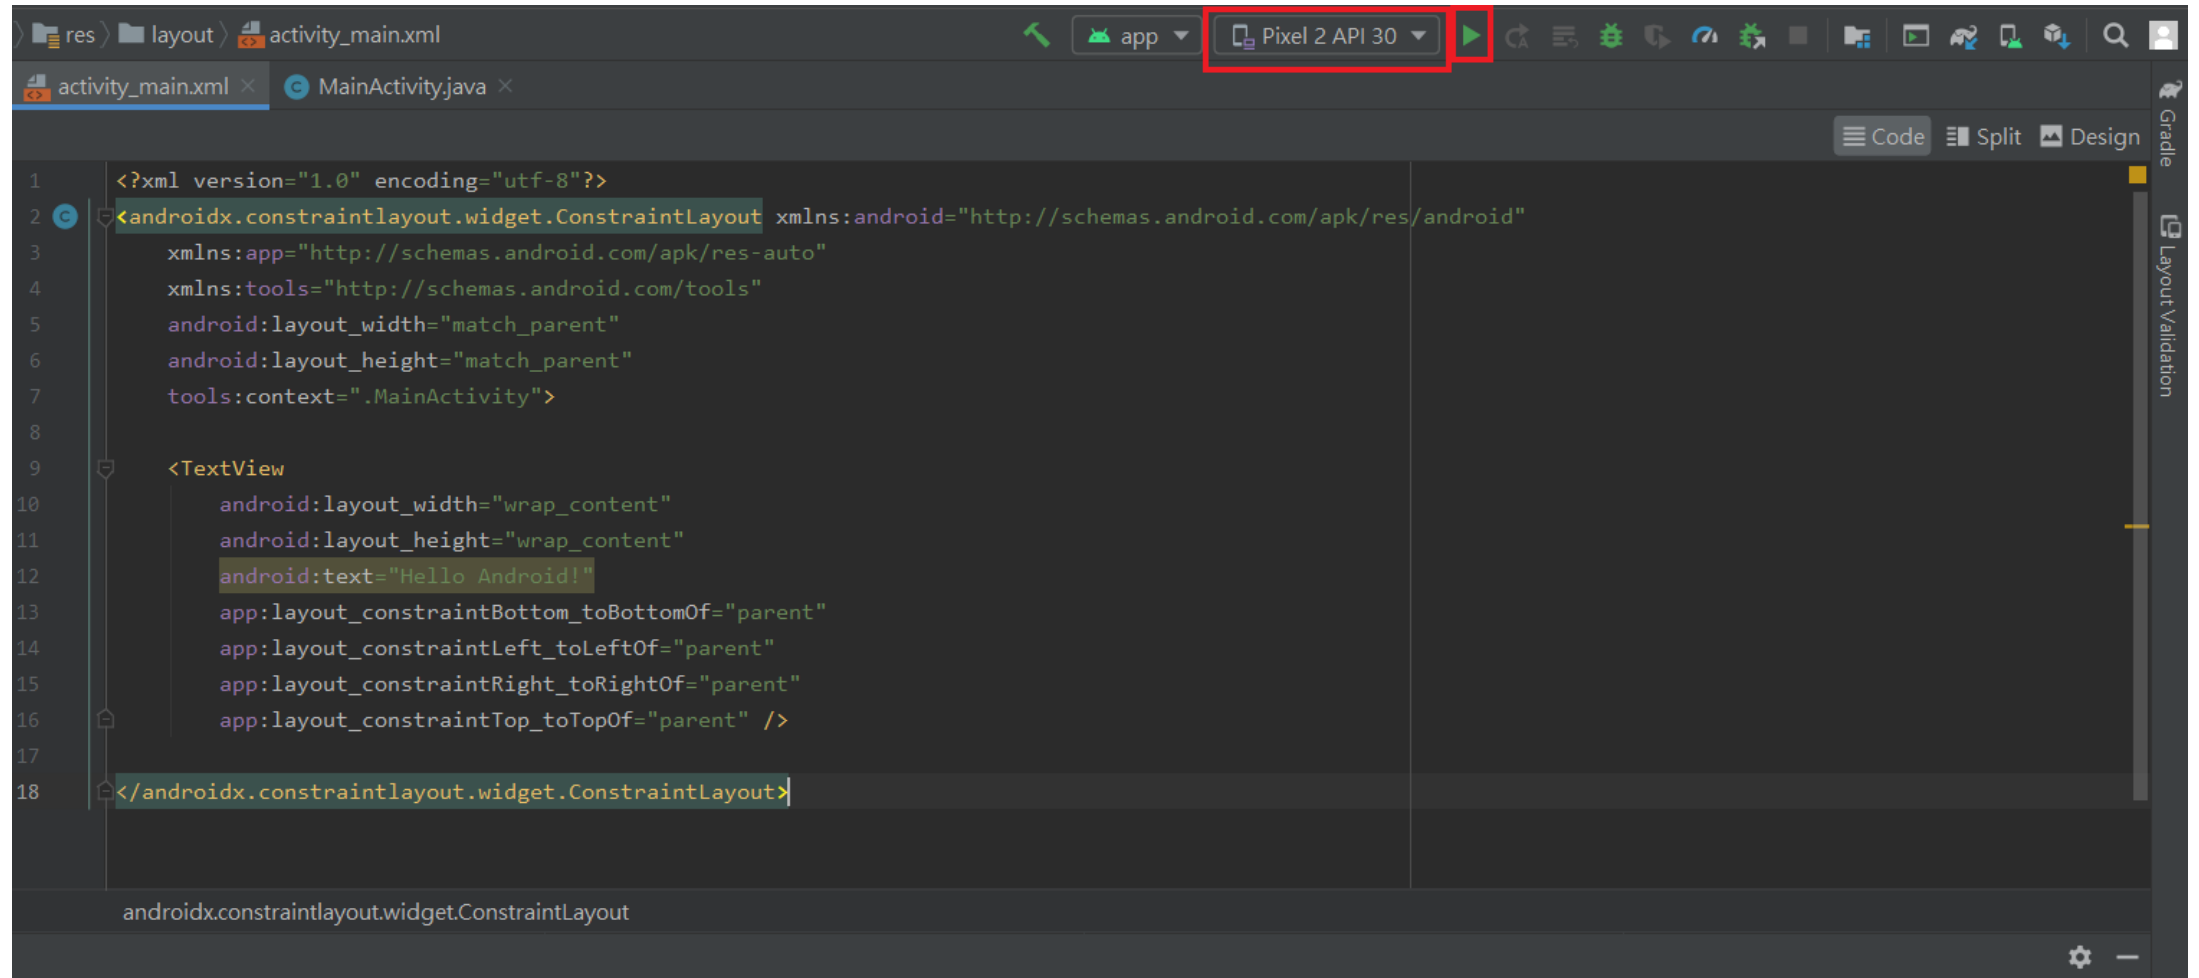 res layout activity_main.xml app Pixel 2 API 30
activity_main.xml MainActivity.java
Code Split Design
1 <?xml version="1.0" encoding="utf-8"?>
2 <androidx.constraintlayout.widget.ConstraintLayout xmlns:android="http://schemas.android.com/apk/res/android"
3 xmlns:app="http://schemas.android.com/apk/res-auto"
4 xmlns:tools="http://schemas.android.com/tools"
5 android:layout_width="match_parent"
6 android:layout_height="match_parent"
7 tools:context=".MainActivity">
8
9 <TextView
10 android:layout_width="wrap_content"
11 android:layout_height="wrap_content"
12 android:text="Hello Android!"
13 app:layout_constraintBottom_toBottomOf="parent"
14 app:layout_constraintLeft_toLeftOf="parent"
15 app:layout_constraintRight_toRightOf="parent"
16 app:layout_constraintTop_toTopOf="parent" />
17
18 </androidx.constraintlayout.widget.ConstraintLayout>
androidx.constraintlayout.widget.ConstraintLayout
Gradle
Layout Validation